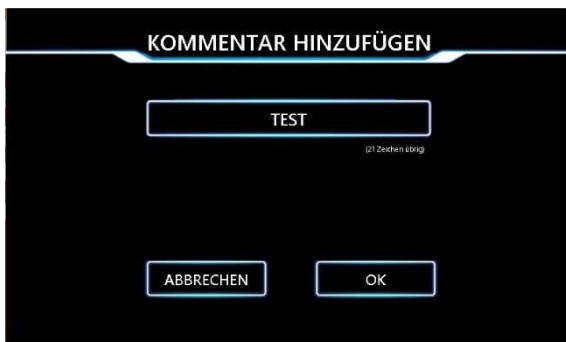 KOMMENTAR HINZUFÜGEN
TEST
(21 Zeichen übrig)
ABBRECHEN OK